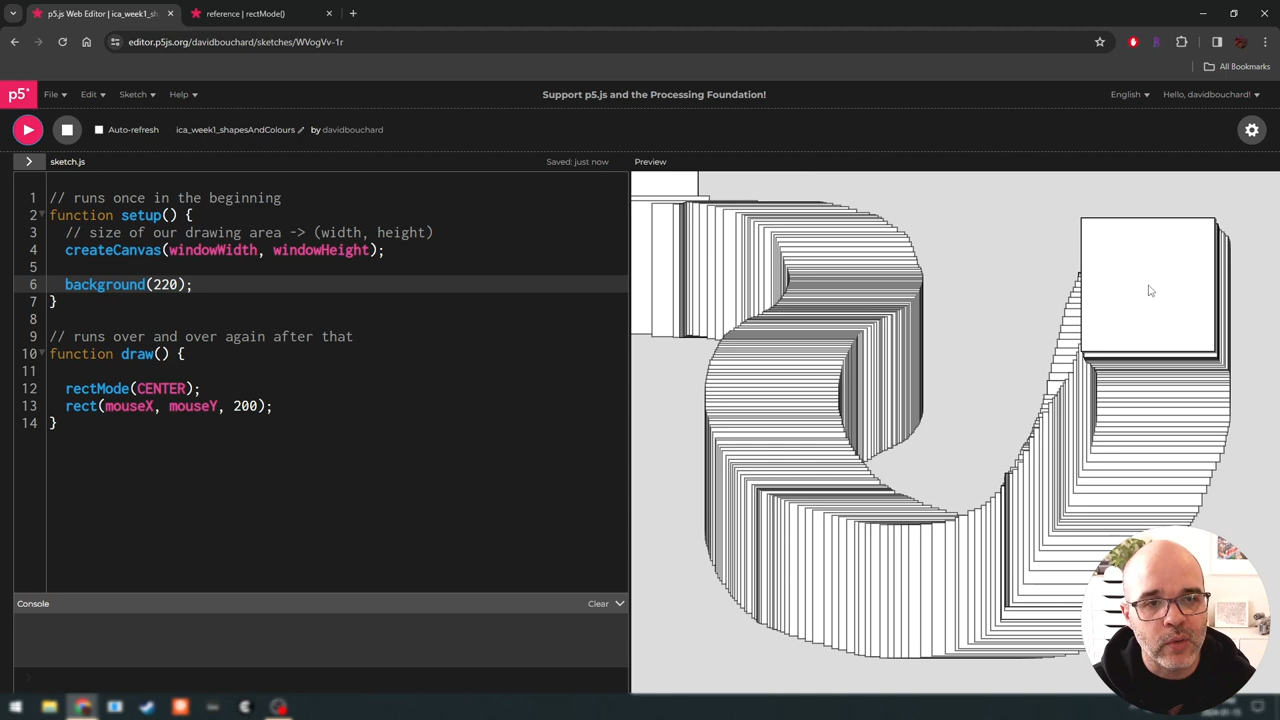 p5.js Web Editor | ica_week1_sh
reference | rectMode()
editor.p5js.org/davidbouchard/sketches/WVogVv-1r
All Bookmarks
p5*
File
Edit
Sketch
Help
Support p5.js and the Processing Foundation!
English
Hello, davidbouchard!
Auto-refresh
ica_week1_shapesAndColours
by davidbouchard
sketch.js
Saved: just now
Preview
1 // runs once in the beginning
2 function setup() {
3 // size of our drawing area -> (width, height)
4 createCanvas(windowWidth, windowHeight);
5
6 background(220);
7 }
8
9 // runs over and over again after that
10 function draw() {
11
12 rectMode(CENTER);
13 rect(mouseX, mouseY, 200);
14 }
Console
Clear